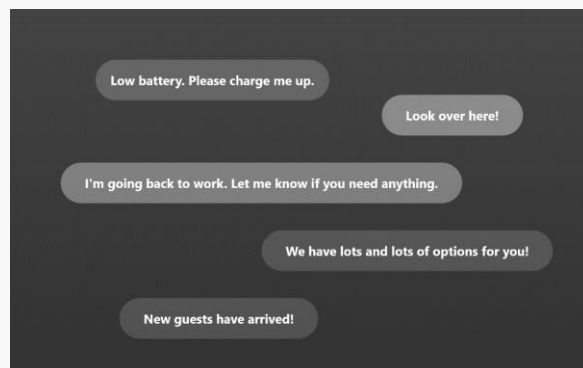 Low battery. Please charge me up.
Look over here!
I'm going back to work. Let me know if you need anything.
We have lots and lots of options for you!
New guests have arrived!